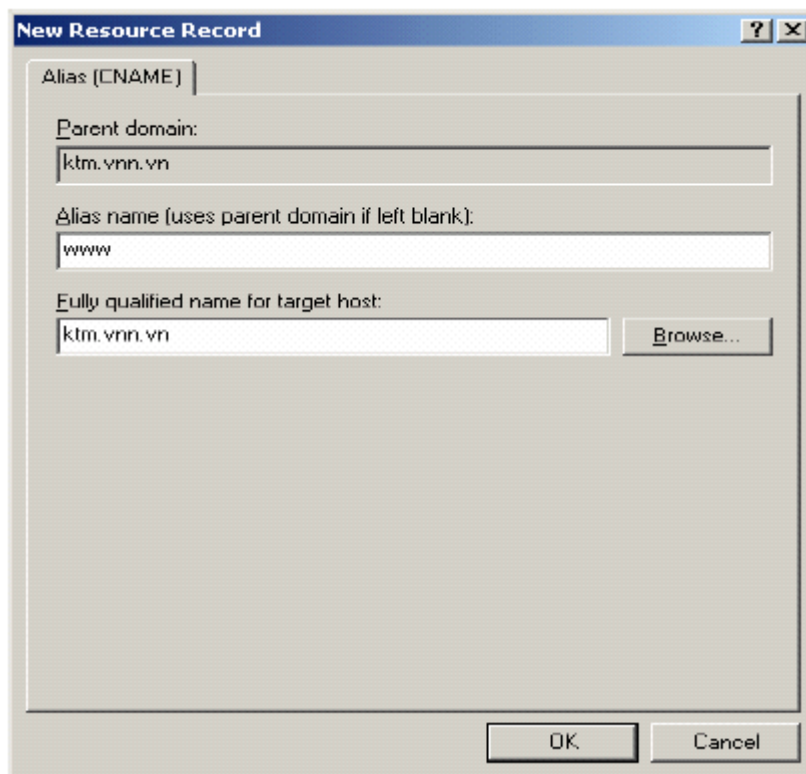 New Resource Record
Alias (CNAME)
Parent domain:
ktm.vnn.vn
Alias name (uses parent domain if left blank):
www
Fully qualified name for target host:
ktm.vnn.vn
Browse...
OK
Cancel